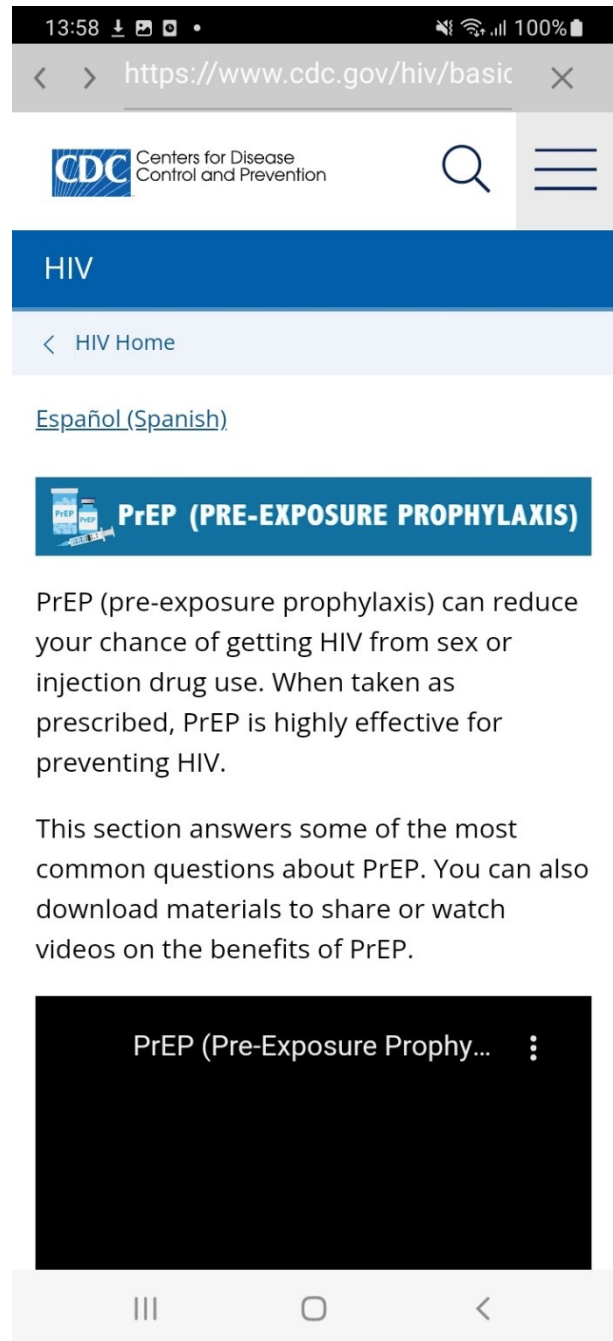 13:58 100%
https://www.cdc.gov/hiv/basic
CDC Centers for Disease
Control and Prevention
HIV
HIV Home
Español (Spanish)
PrEP PrEP PrEP (PRE-EXPOSURE PROPHYLAXIS)
PrEP (pre-exposure prophylaxis) can reduce
your chance of getting HIV from sex or
injection drug use. When taken as
prescribed, PrEP is highly effective for
preventing HIV.
This section answers some of the most
common questions about PrEP. You can also
download materials to share or watch
videos on the benefits of PrEP.
PrEP (Pre-Exposure Prophy...